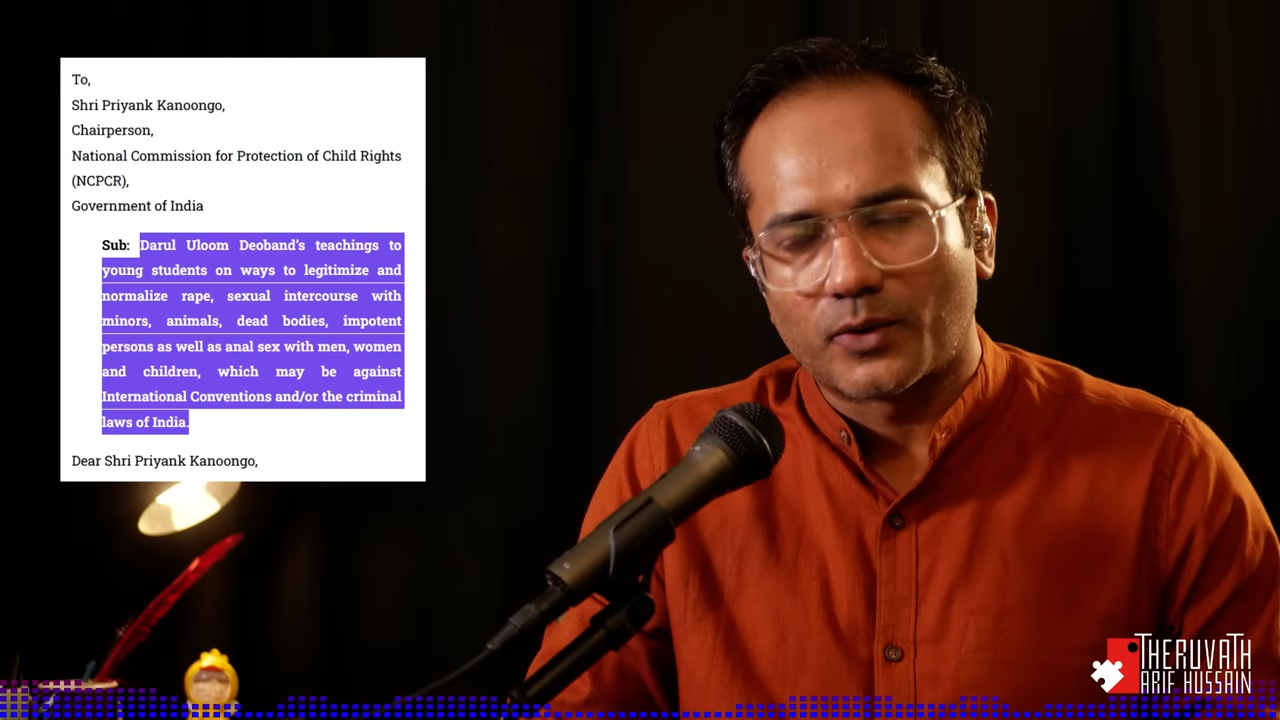 To,
Shri Priyank Kanoongo,
Chairperson,
National Commission for Protection of Child Rights
(NCPCR),
Government of India
Sub: Darul Uloom Deoband's teachings to
young students on ways to legitimize and
normalize rape, sexual intercourse with
minors, animals, dead bodies, impotent
persons as well as anal sex with men, women
and children, which may be against
International Conventions and/or the criminal
laws of India.
Dear Shri Priyank Kanoongo,
THERUVATH
ARIF HUSSAIN